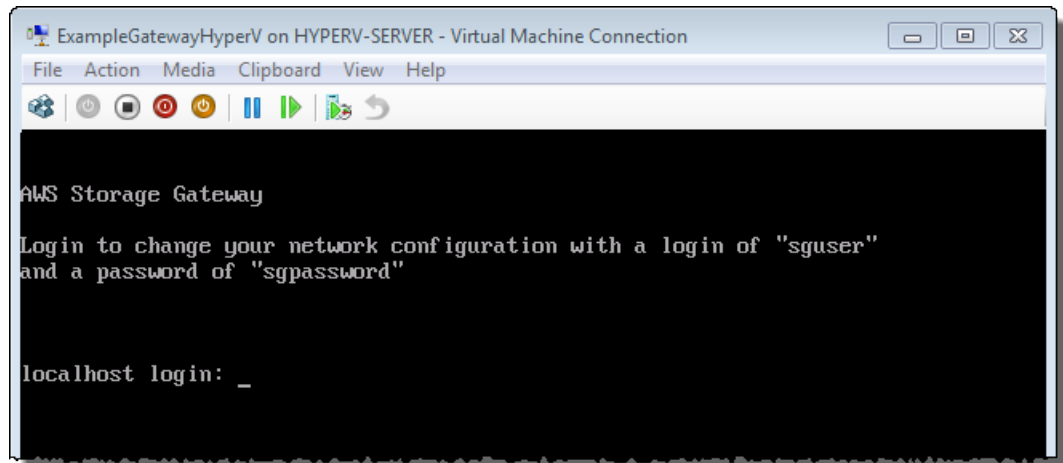 ExampleGatewayHyperV on HYPERV-SERVER - Virtual Machine Connection
File Action Media Clipboard View Help
AWS Storage Gateway
Login to change your network configuration with a login of "sguser"
and a password of "sgpassword"
localhost login: _